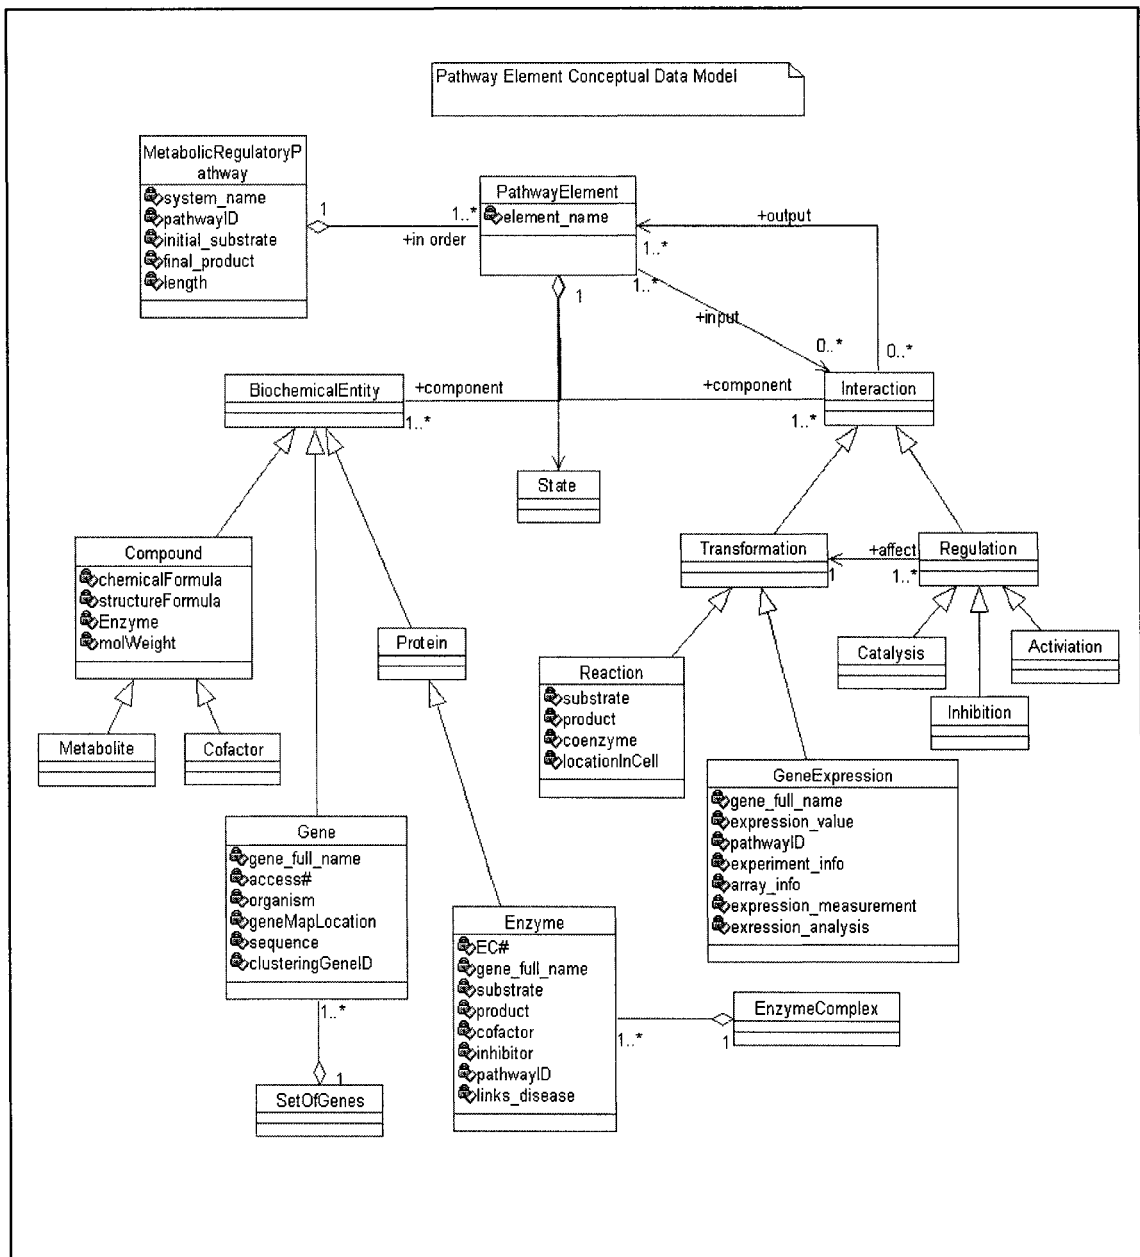 Pathway Element Conceptual Data Model
MetabolicRegulatoryP
athway
system_name
pathwayID
initial_substrate
final_product
length
1
1..*
+in order
PathwayElement
element_name
+output
1..*
1..*
1
+input
0..*
0..*
BiochemicalEntity
+component
1..*
+component
1..*
Interaction
State
Compound
chemicalFormula
structureFormula
Enzyme
molWeight
Transformation
+affect
1
1..*
Regulation
Protein
Reaction
substrate
product
coenzyme
locationInCell
Catalysis
Activiation
Inhibition
Metabolite
Cofactor
GeneExpression
gene_full_name
expression_value
pathwayID
experiment_info
array_info
expression_measurement
exression_analysis
Gene
gene_full_name
access#
organism
geneMapLocation
sequence
clusteringGeneID
1..*
1
SetOfGenes
Enzyme
EC#
gene_full_name
substrate
product
cofactor
inhibitor
pathwayID
links_disease
1..*
1
EnzymeComplex